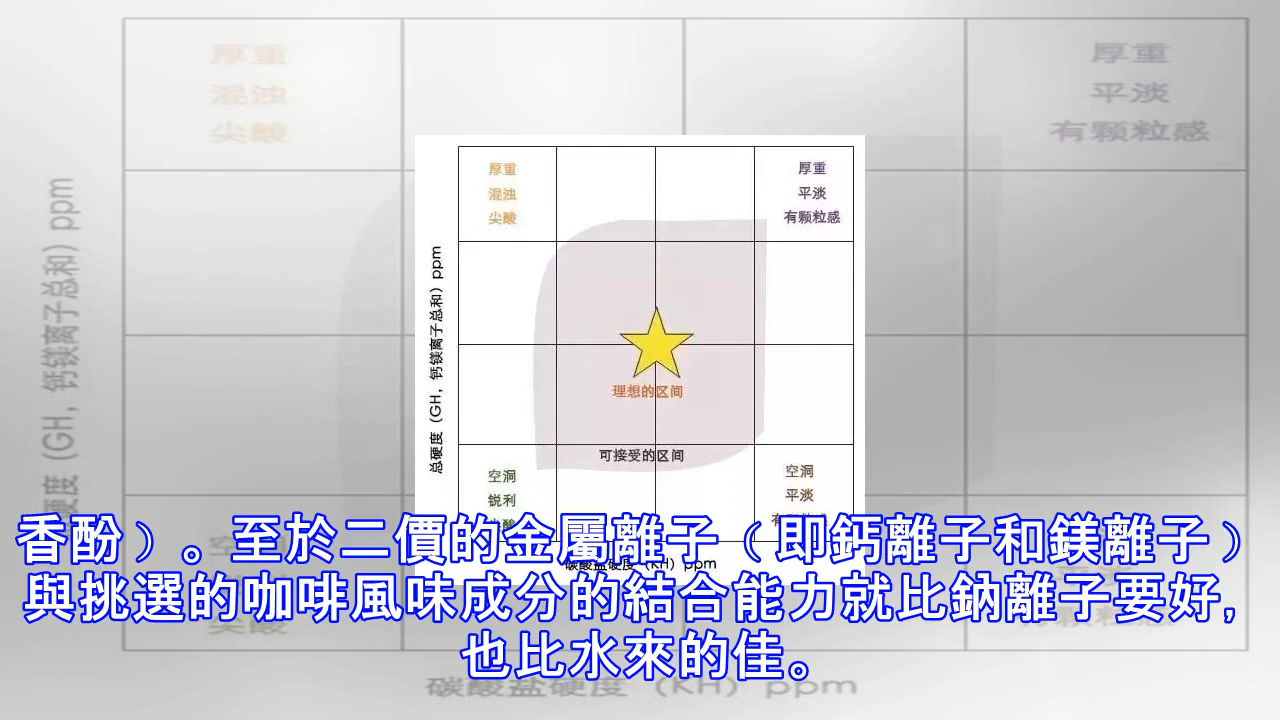 厚重
混浊
尖酸
厚重
平淡
有颗粒感
总硬度（GH，钙镁离子总和）ppm
理想的区间
可接受的区间
空洞
锐利
尖酸
空洞
平淡
碳酸盐硬度（KH）ppm
香酚）。至於二價的金屬離子（即鈣離子和鎂離子）
與挑選的咖啡風味成分的結合能力就比鈉離子要好,
也比水來的佳。